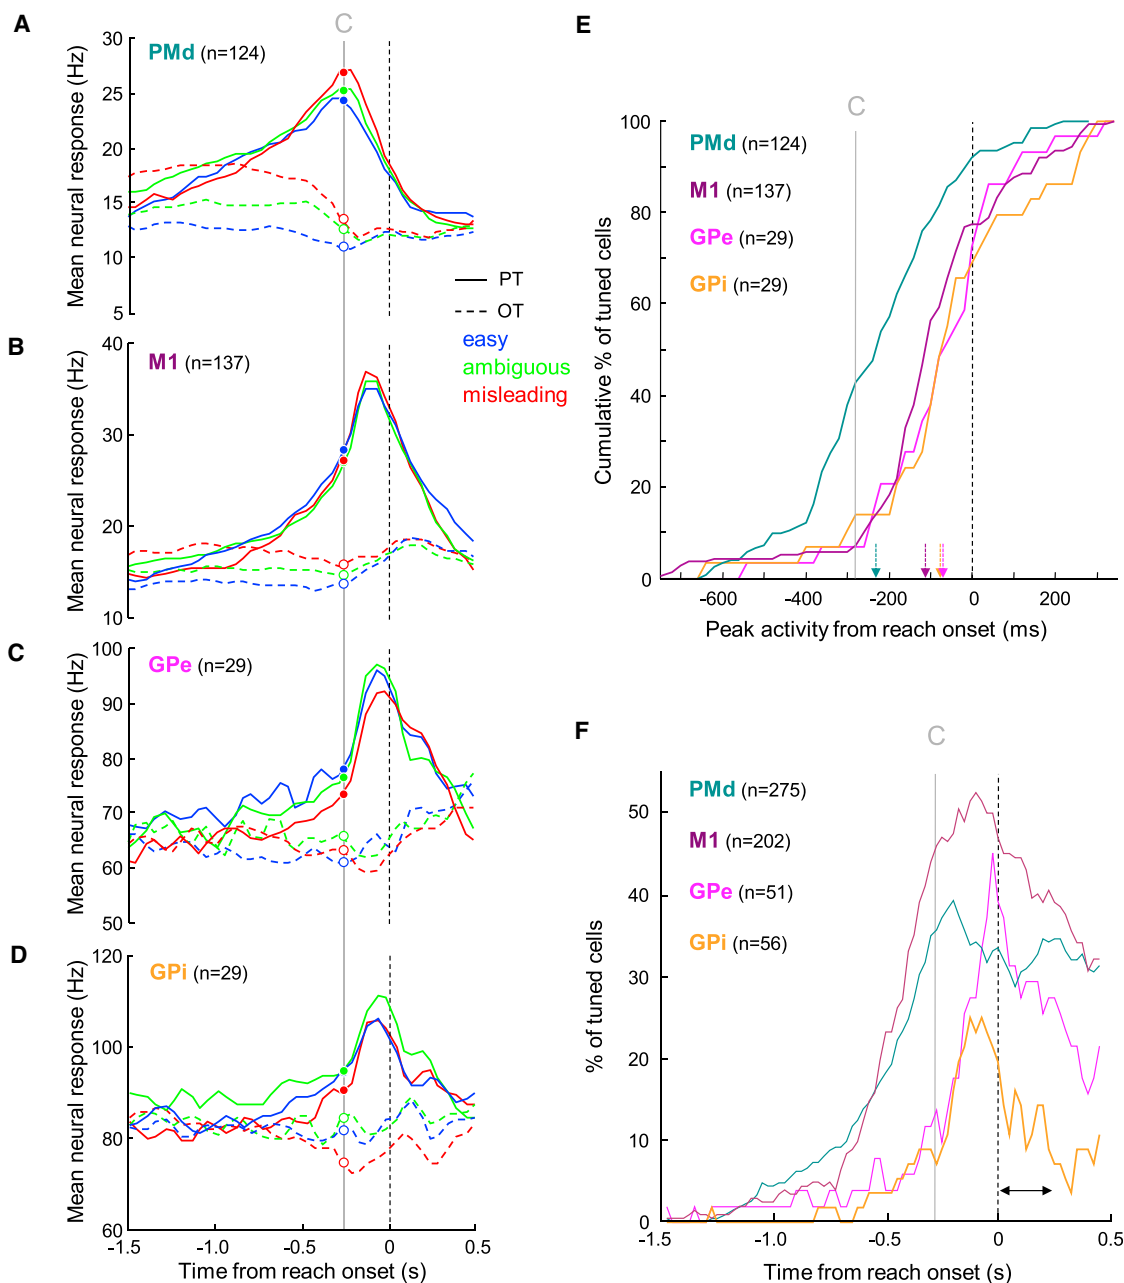 A
C
Mean neural response (Hz)
30
25
20
15
10
5
PMd (n=124)
PT
OT
easy
ambiguous
misleading
B
Mean neural response (Hz)
40
30
20
10
M1 (n=137)
C
Mean neural response (Hz)
100
90
80
70
60
50
GPe (n=29)
D
Mean neural response (Hz)
120
100
80
60
GPi (n=29)
-1.5 -1.0 -0.5 0 0.5
Time from reach onset (s)
E
C
Cumulative % of tuned cells
100
80
60
40
20
0
PMd (n=124)
M1 (n=137)
GPe (n=29)
GPi (n=29)
-600 -400 -200 0 200
Peak activity from reach onset (ms)
F
C
% of tuned cells
50
40
30
20
10
0
PMd (n=275)
M1 (n=202)
GPe (n=51)
GPi (n=56)
-1.5 -1.0 -0.5 0 0.5
Time from reach onset (s)